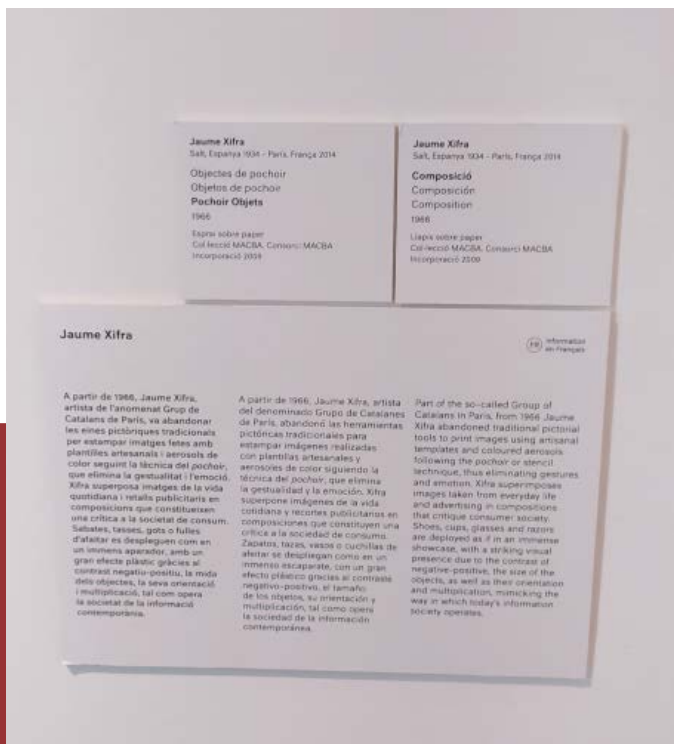 Jaume Xifra
Salt, Espanya 1934 - París, França 2014
Objectes de pochoir
Objetos de pochoir
Pochoir Objets
1966
Esprai sobre paper
Col·lecció MACBA. Consorci MACBA
Incorporació 2009
Jaume Xifra
Salt, Espanya 1934 - París, França 2014
Composició
Composición
Composition
1966
Llapis sobre paper
Col·lecció MACBA. Consorci MACBA
Incorporació 2009
Jaume Xifra
FR
Information
en Français
A partir de 1966, Jaume Xifra,
artista de l'anomenat Grup de
Catalans de París, va abandonar
les eines pictòriques tradicionals
per estampar imatges fetes amb
plantilles artesanals i aerosols de
color seguint la tècnica del pochoir,
que elimina la gestualitat i l'emoció.
Xifra superposa imatges de la vida
quotidiana i retalls publicitaris en
composicions que constitueixen
una crítica a la societat de consum.
Sabates, tasses, gots o fulles
d'afaitar es despleguen com en
un immens aparador, amb un
gran efecte plàstic gràcies al
contrast negatiu-positiu, la mida
dels objectes, la seva orientació
i multiplicació, tal com opera
la societat de la informació
contemporània.
A partir de 1966, Jaume Xifra, artista
del denominado Grupo de Catalanes
de París, abandonó las herramientas
pictóricas tradicionales para
estampar imágenes realizadas
con plantillas artesanales y
aerosoles de color siguiendo la
técnica del pochoir, que elimina
la gestualidad y la emoción. Xifra
superpone imágenes de la vida
cotidiana y recortes publicitarios en
composiciones que constituyen una
crítica a la sociedad de consumo.
Zapatos, tazas, vasos o cuchillas de
afeitar se despliegan como en un
inmenso escaparate, con un gran
efecto plástico gracias al contraste
negativo-positivo, el tamaño
de los objetos, su orientación y
multiplicación, tal como opera
la sociedad de la información
contemporánea.
Part of the so-called Group of
Catalans in Paris, from 1966 Jaume
Xifra abandoned traditional pictorial
tools to print images using artisanal
templates and coloured aerosols
following the pochoir or stencil
technique, thus eliminating gestures
and emotion. Xifra superimposes
images taken from everyday life
and advertising in compositions
that critique consumer society.
Shoes, cups, glasses and razors
are deployed as if in an immense
showcase, with a striking visual
presence due to the contrast of
negative-positive, the size of the
objects, as well as their orientation
and multiplication, mimicking the
way in which today's information
society operates.